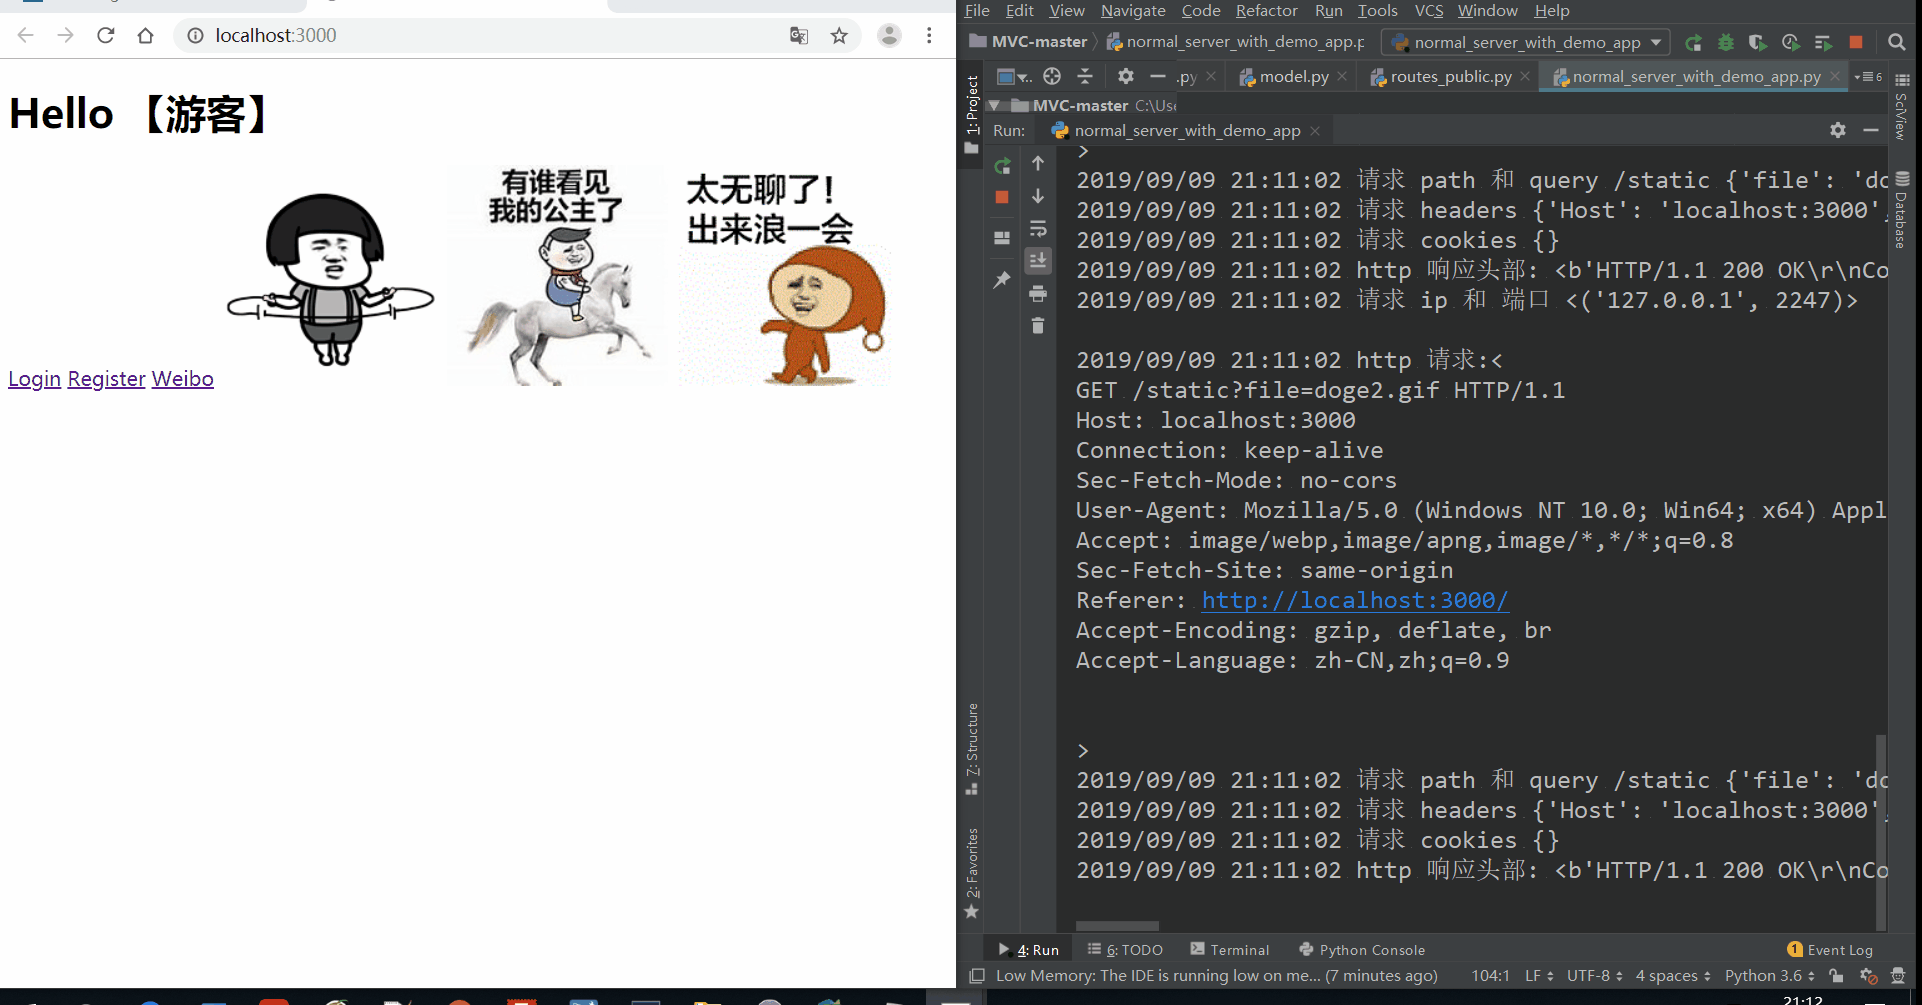 localhost:3000
Hello 【游客】
有谁看见
我的公主了
太无聊了!
出来浪一会
Login Register Weibo
File Edit View Navigate Code Refactor Run Tools VCS Window Help
MVC-master normal_server_with_demo_app.p normal_server_with_demo_app
.py model.py routes_public.py normal_server_with_demo_app.py 6
1: Project
MVC-master C:\Use
Run: normal_server_with_demo_app
SciView
Database
>
2019/09/09 21:11:02 请求 path 和 query /static {'file': 'do
2019/09/09 21:11:02 请求 headers {'Host': 'localhost:3000',
2019/09/09 21:11:02 请求 cookies {}
2019/09/09 21:11:02 http 响应头部: <b'HTTP/1.1 200 OK\r\nCo
2019/09/09 21:11:02 请求 ip 和 端口 <('127.0.0.1', 2247)>
2019/09/09 21:11:02 http 请求:<
GET /static?file=doge2.gif HTTP/1.1
Host: localhost:3000
Connection: keep-alive
Sec-Fetch-Mode: no-cors
User-Agent: Mozilla/5.0 (Windows NT 10.0; Win64; x64) Appl
Accept: image/webp,image/apng,image/*,*/*;q=0.8
Sec-Fetch-Site: same-origin
Referer: http://localhost:3000/
Accept-Encoding: gzip, deflate, br
Accept-Language: zh-CN,zh;q=0.9
>
2019/09/09 21:11:02 请求 path 和 query /static {'file': 'do
2019/09/09 21:11:02 请求 headers {'Host': 'localhost:3000',
2019/09/09 21:11:02 请求 cookies {}
2019/09/09 21:11:02 http 响应头部: <b'HTTP/1.1 200 OK\r\nCo
7: Structure
2: Favorites
4: Run 6: TODO Terminal Python Console 1 Event Log
Low Memory: The IDE is running low on me... (7 minutes ago) 104:1 LF UTF-8 4 spaces Python 3.6
21:12